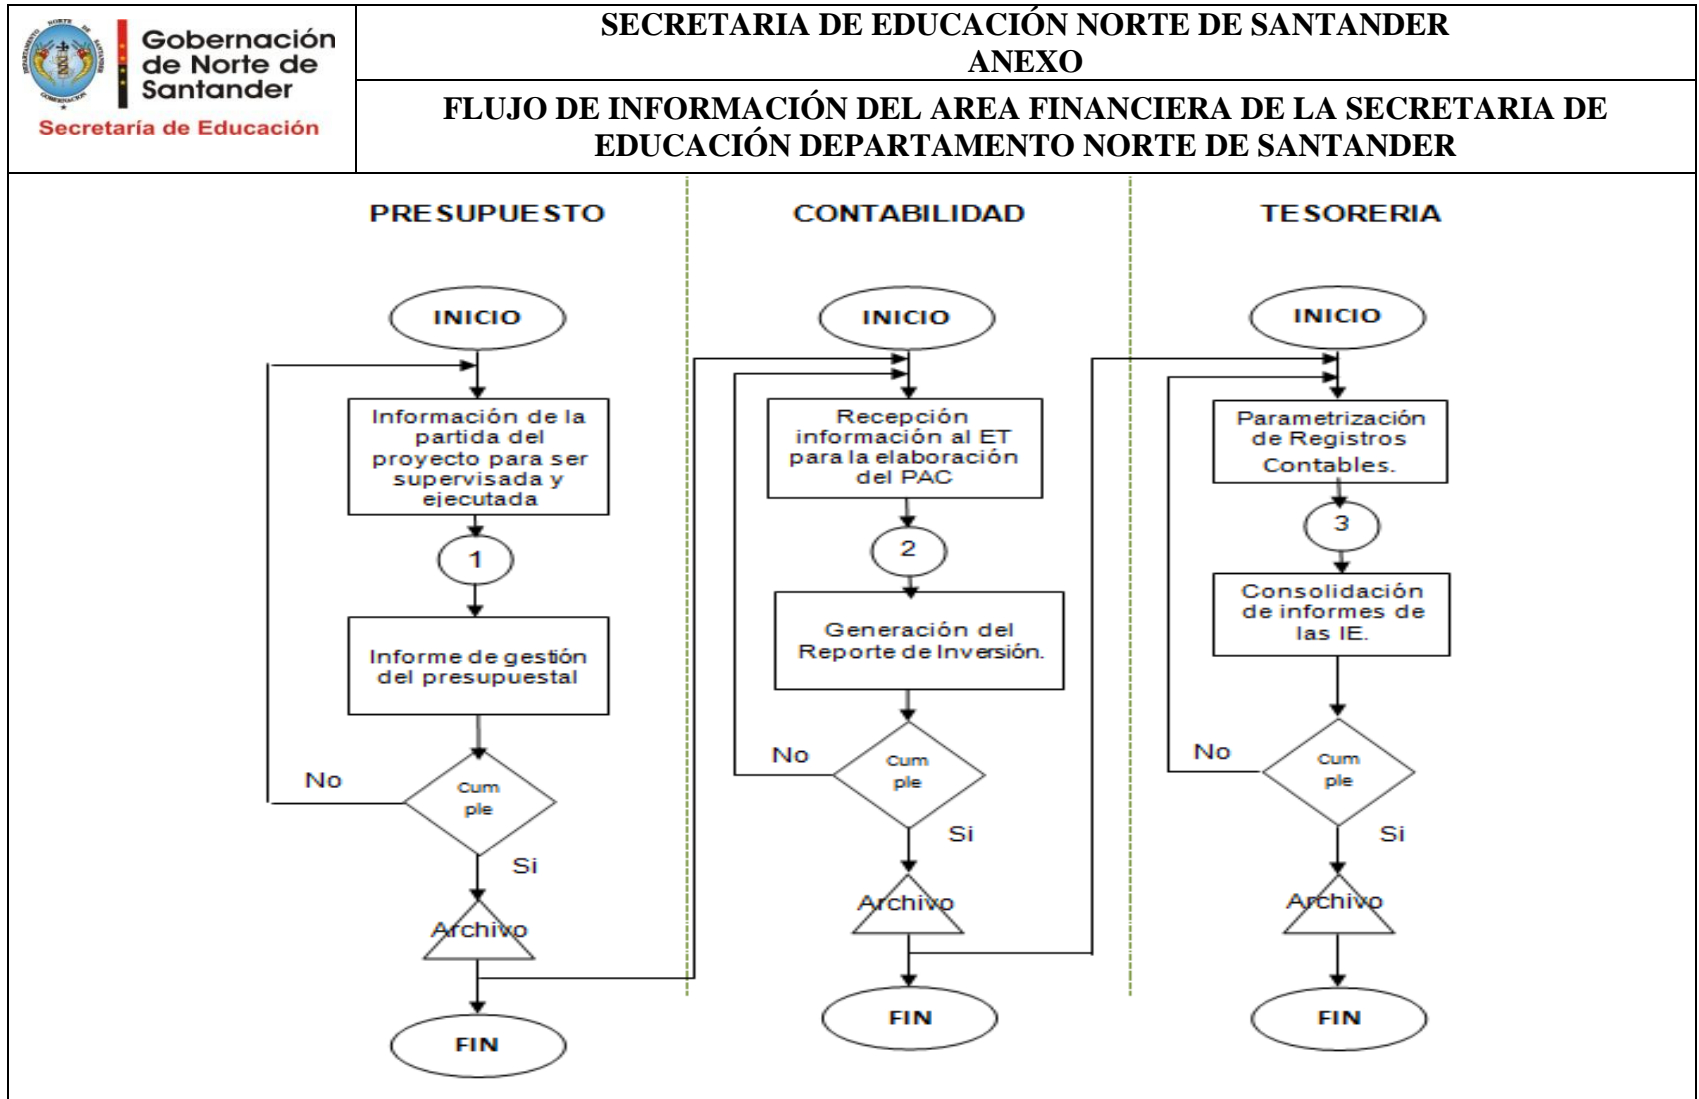 Gobernación
de Norte de
Santander
Secretaría de Educación
SECRETARIA DE EDUCACIÓN NORTE DE SANTANDER
ANEXO
FLUJO DE INFORMACIÓN DEL AREA FINANCIERA DE LA SECRETARIA DE
EDUCACIÓN DEPARTAMENTO NORTE DE SANTANDER
PRESUPUESTO
INICIO
Información de la
partida del
proyecto para ser
supervisada y
ejecutada
1
Informe de gestión
del presupuestal
Cum
ple
No
Si
Archivo
FIN
CONTABILIDAD
INICIO
Recepción
información al ET
para la elaboración
del PAC
2
Generación del
Reporte de Inversión.
Cum
ple
No
Si
Archivo
FIN
TESORERIA
INICIO
Parametrización
de Registros
Contables.
3
Consolidación
de informes de
las IE.
Cum
ple
No
Si
Archivo
FIN